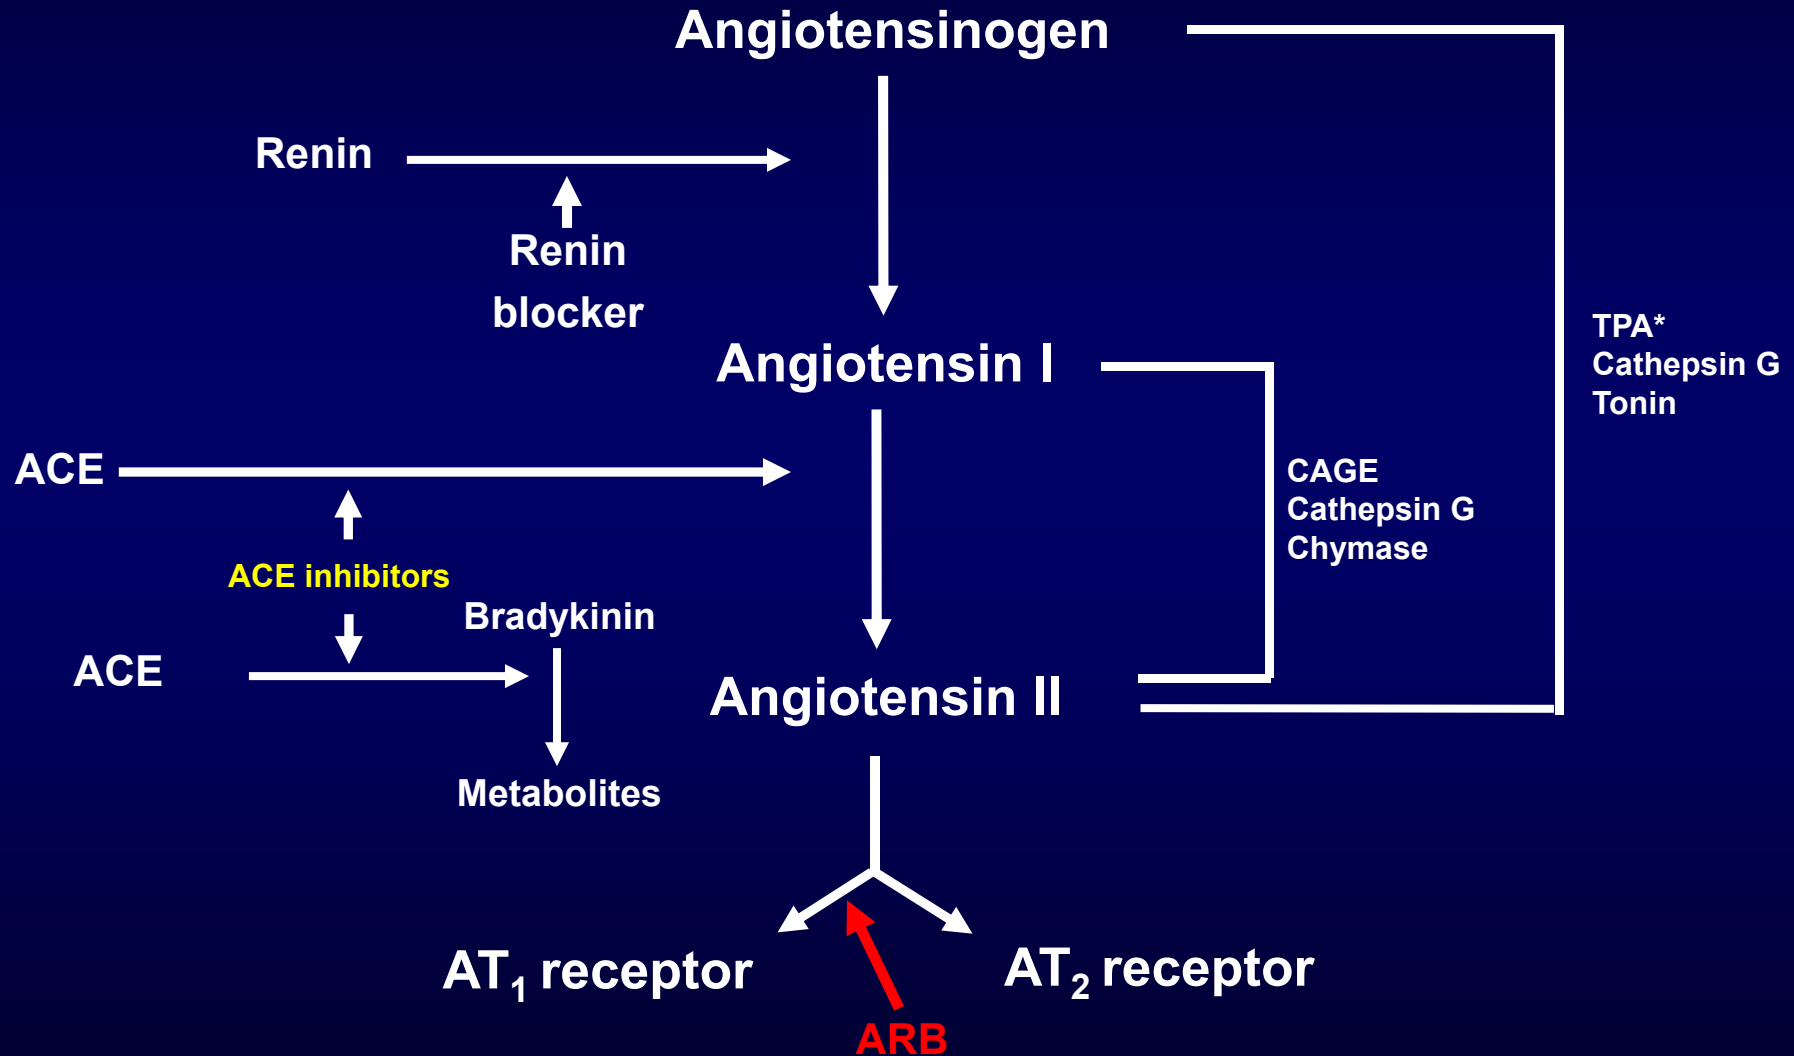 Angiotensinogen
Renin
Renin
blocker
TPA*
Cathepsin G
Tonin
Angiotensin I
ACE
CAGE
Cathepsin G
Chymase
ACE inhibitors
Bradykinin
ACE
Angiotensin II
Metabolites
AT₁ receptor
AT₂ receptor
ARB